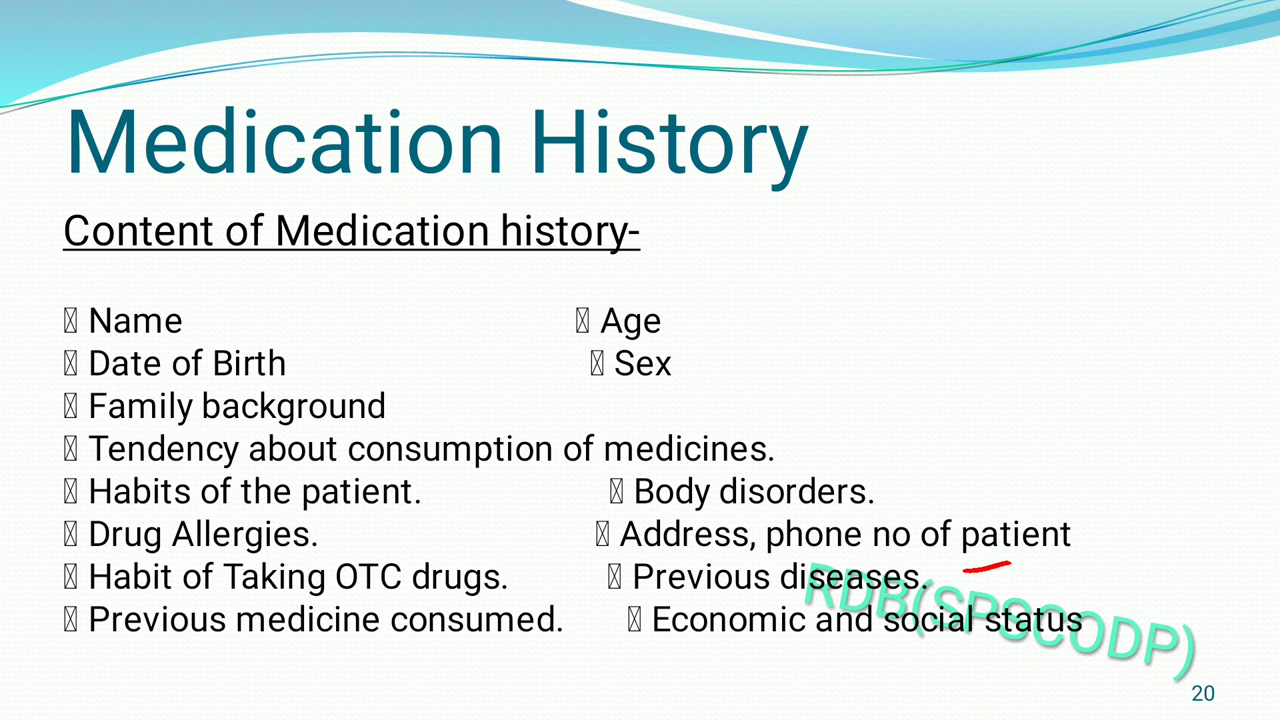 Medication History
Content of Medication history-
Name Age
Date of Birth Sex
Family background
Tendency about consumption of medicines.
Habits of the patient. Body disorders.
Drug Allergies. Address, phone no of patient
Habit of Taking OTC drugs. Previous diseases.
Previous medicine consumed. Economic and social status
RDB(SPSCODP)
20